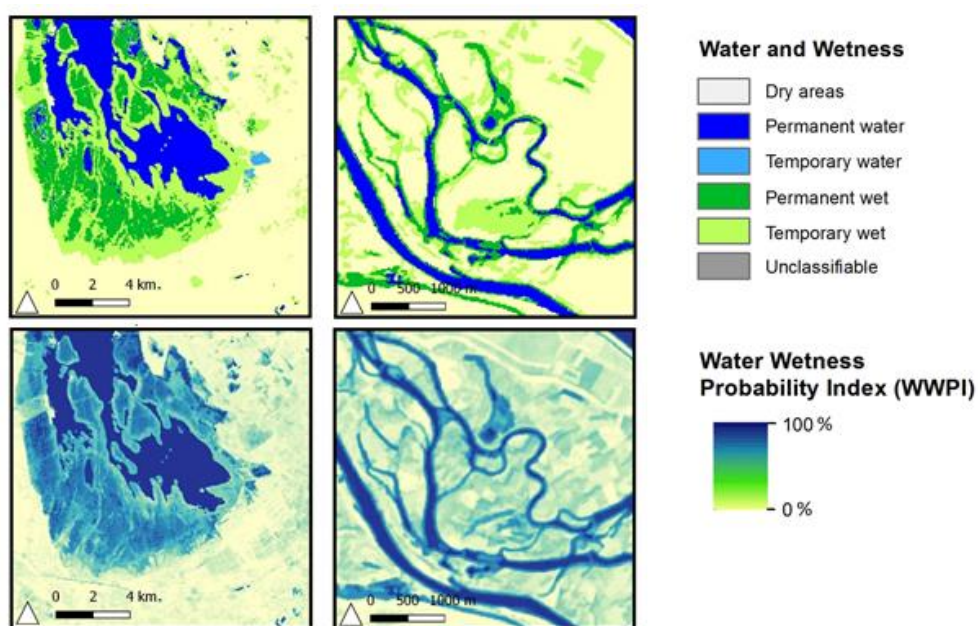 Water and Wetness
Dry areas
Permanent water
Temporary water
Permanent wet
Temporary wet
Unclassifiable
0 2 4 km.
0 500 1000 m
Water Wetness
Probability Index (WWPI)
100 %
0 %
0 2 4 km.
0 500 1000 m